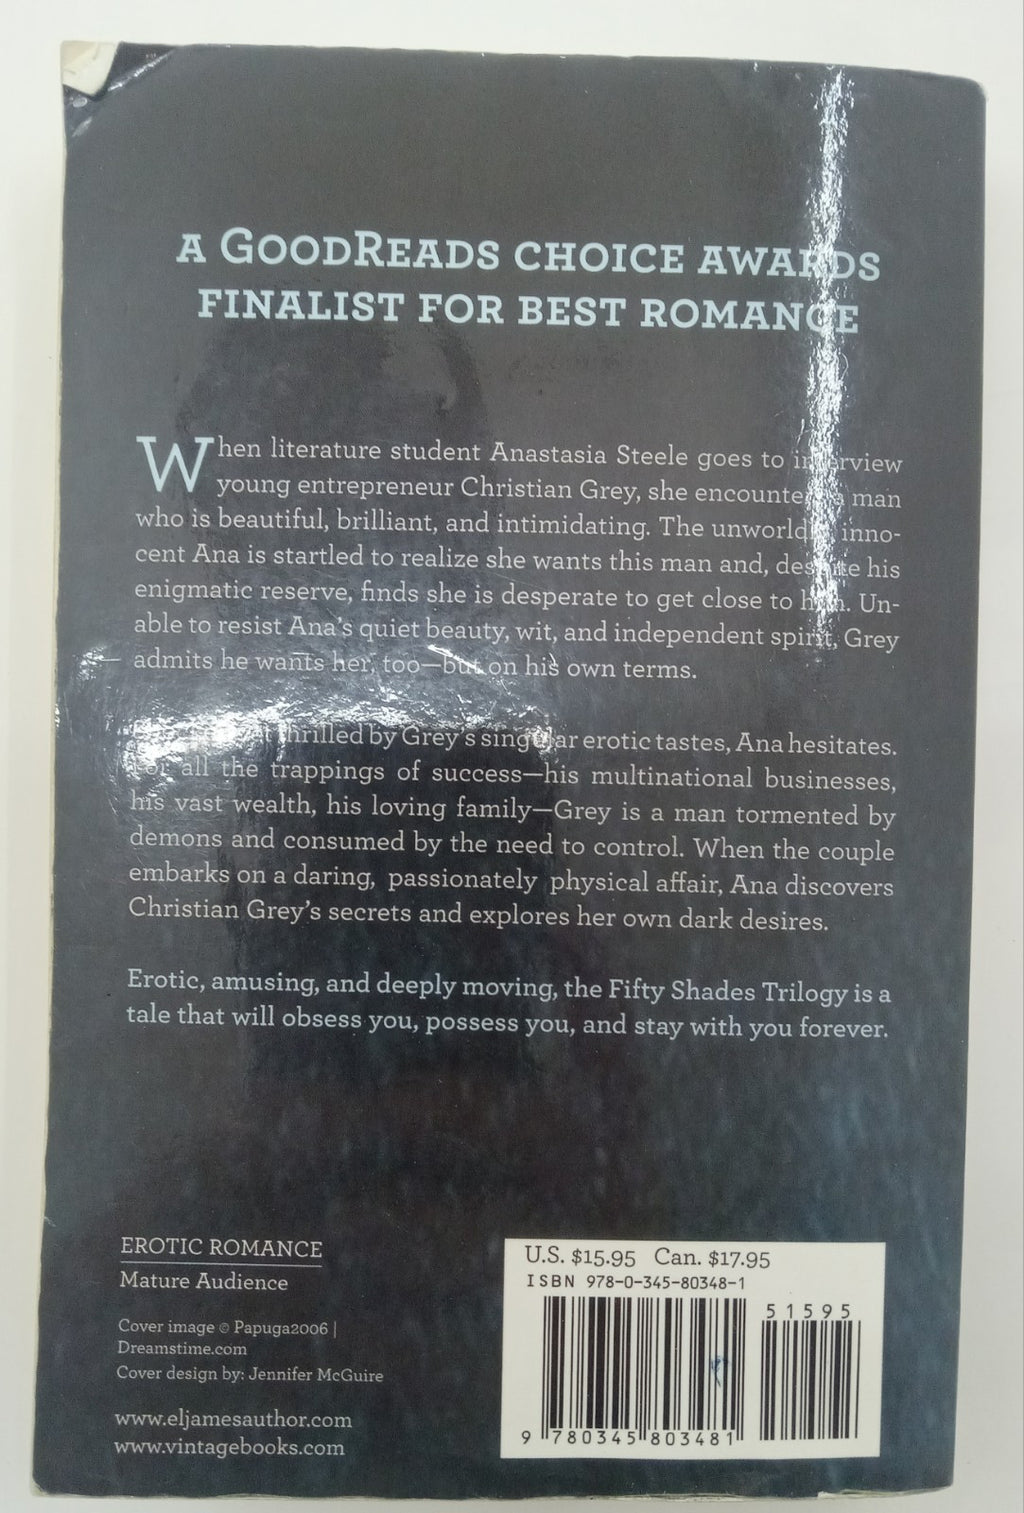 A GOODREADS CHOICE AWARDS
FINALIST FOR BEST ROMANCE
When literature student Anastasia Steele goes to interview
young entrepreneur Christian Grey, she encounters a man
who is beautiful, brilliant, and intimidating. The unworldly, inno-
cent Ana is startled to realize she wants this man and, despite his
enigmatic reserve, finds she is desperate to get close to him. Un-
able to resist Ana's quiet beauty, wit, and independent spirit, Grey
admits he wants her, too—but on his own terms.
thrilled by Grey's singular erotic tastes, Ana hesitates.
For all the trappings of success—his multinational businesses,
his vast wealth, his loving family—Grey is a man tormented by
demons and consumed by the need to control. When the couple
embarks on a daring, passionately physical affair, Ana discovers
Christian Grey's secrets and explores her own dark desires.
Erotic, amusing, and deeply moving, the Fifty Shades Trilogy is a
tale that will obsess you, possess you, and stay with you forever.
EROTIC ROMANCE
Mature Audience
Cover image © Papuga2006 |
Dreamstime.com
Cover design by: Jennifer McGuire
www.eljamesauthor.com
www.vintagebooks.com
U.S. $15.95 Can. $17.95
ISBN 978-0-345-80348-1
51595
9 780345 803481